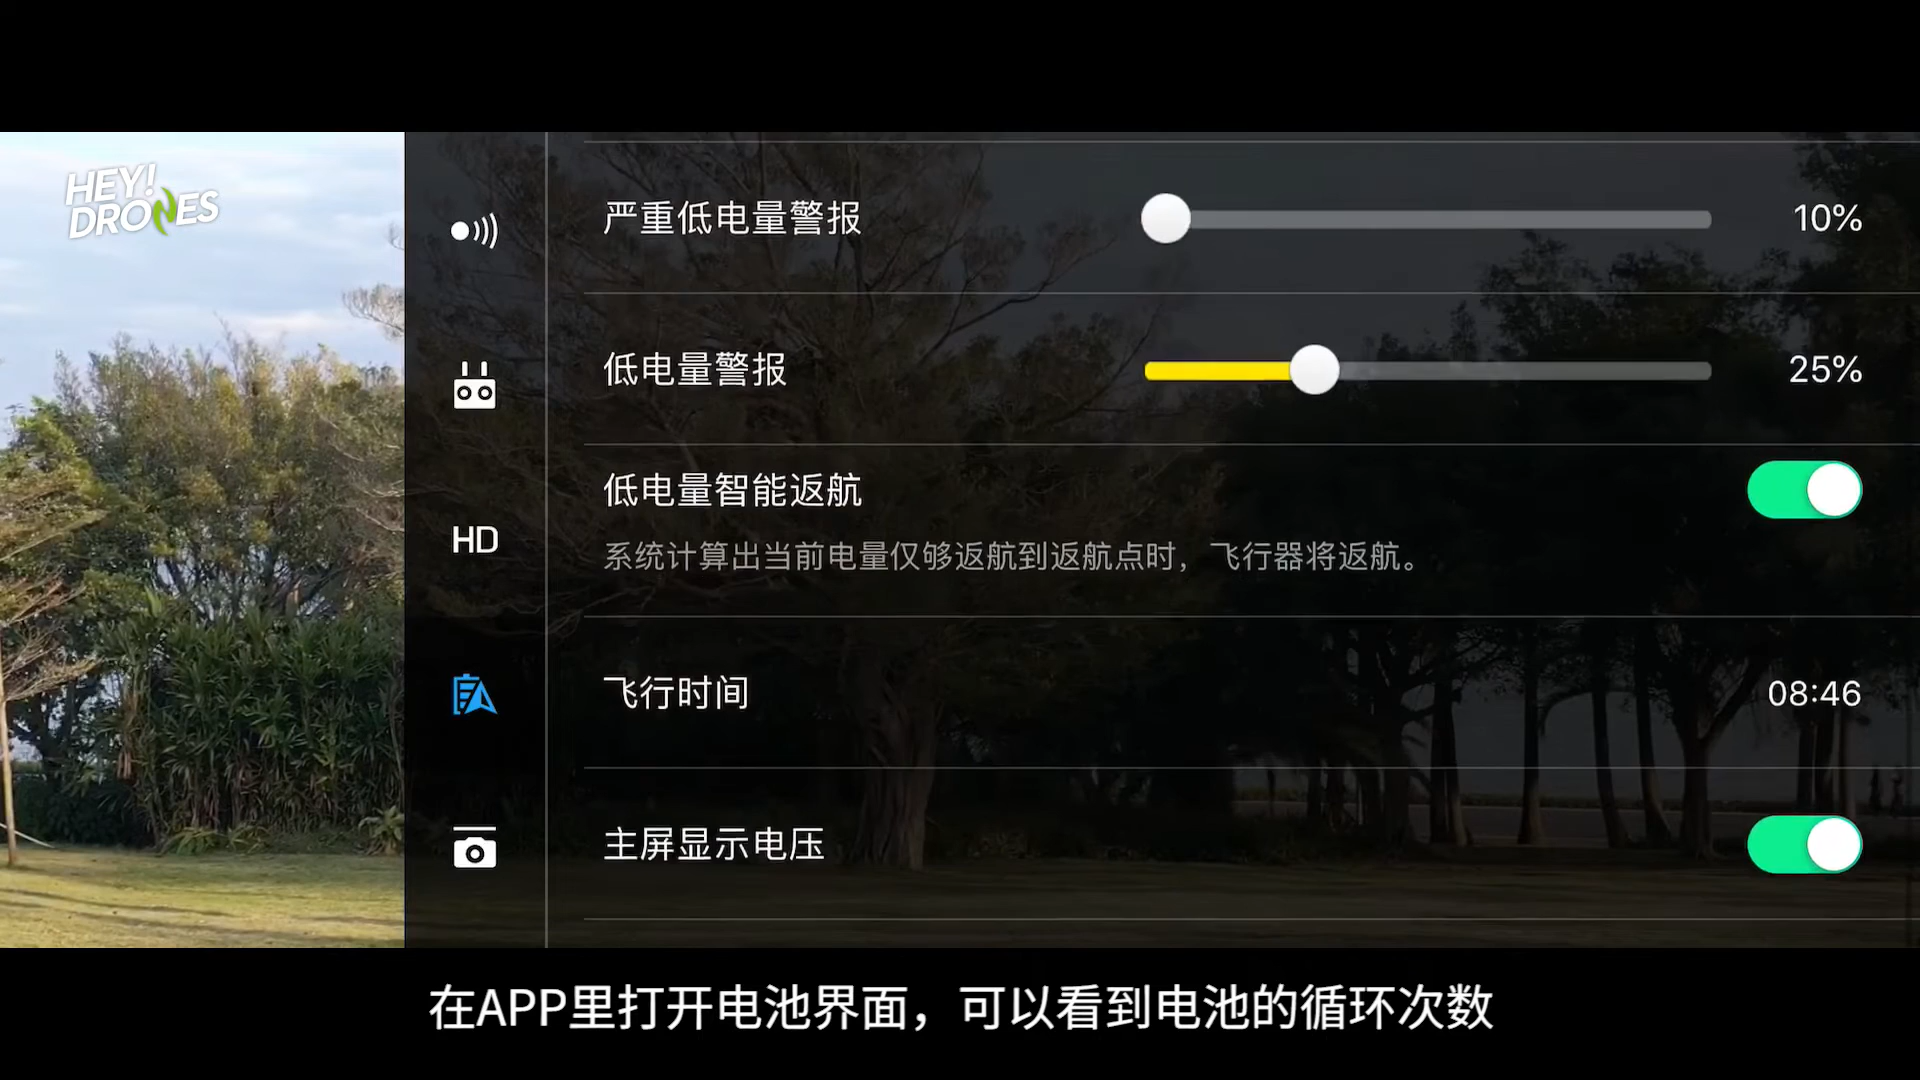 HEY!
DRONES
严重低电量警报
10%
低电量警报
25%
HD
低电量智能返航
系统计算出当前电量仅够返航到返航点时，飞行器将返航。
飞行时间
08:46
主屏显示电压
在APP里打开电池界面，可以看到电池的循环次数